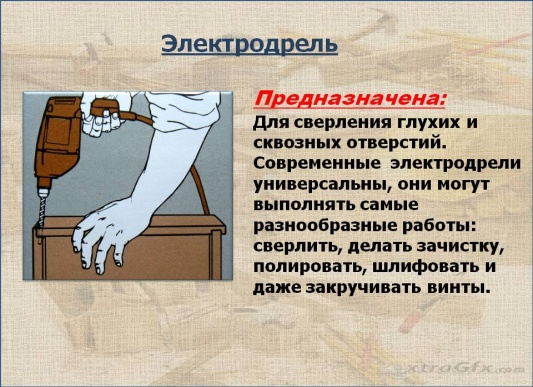 Электродрель
Предназначена:
Для сверления глухих и
сквозных отверстий.
Современные электродрели
универсальны, они могут
выполнять самые
разнообразные работы:
сверлить, делать зачистку,
полировать, шлифовать и
даже закручивать винты.
xtraGfx.com